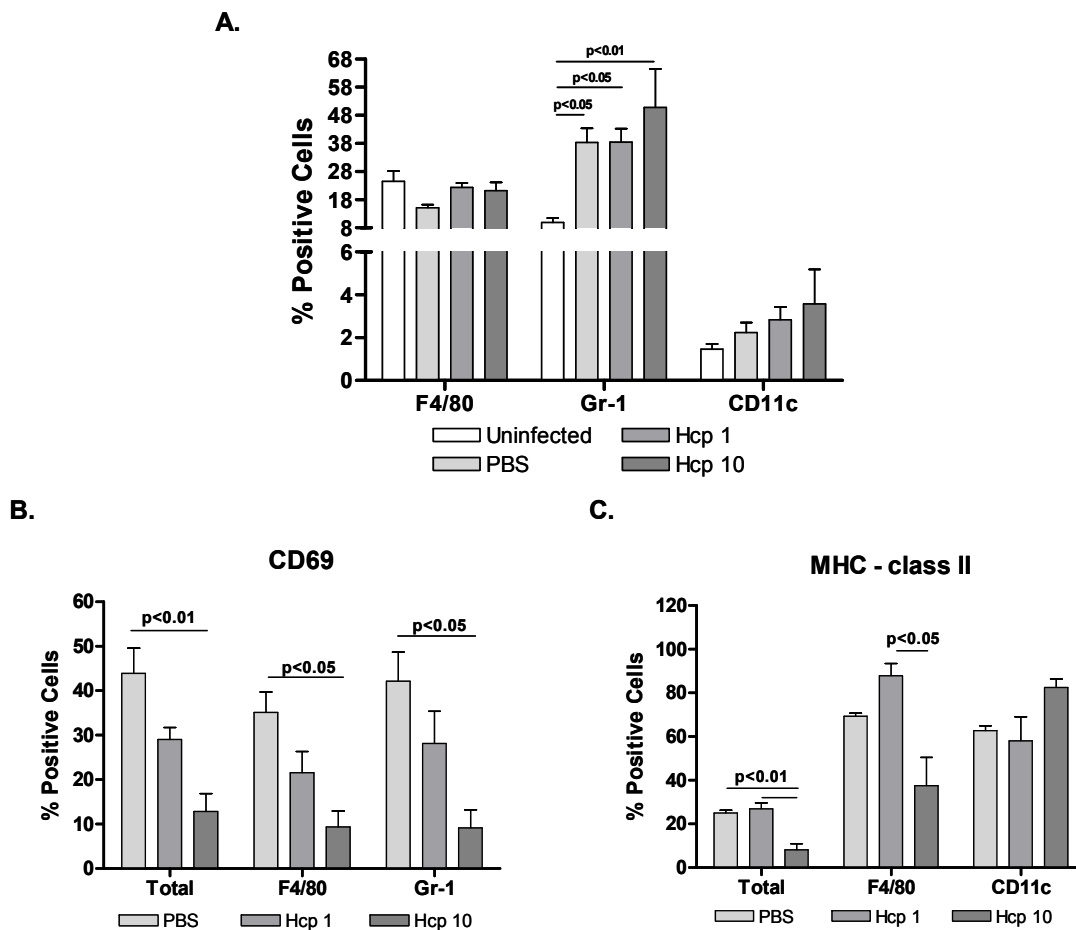 A.
p<0.01
p<0.05
p<0.05
68
58
48
38
28
18
8
6
4
2
0
% Positive Cells
F4/80 Gr-1 CD11c
Uninfected Hcp 1
PBS Hcp 10
B.
CD69
60
50
40
30
20
10
0
% Positive Cells
p<0.01
p<0.05
p<0.05
Total F4/80 Gr-1
PBS Hcp 1 Hcp 10
C.
MHC - class II
120
100
80
60
40
20
0
% Positive Cells
p<0.05
p<0.01
Total F4/80 CD11c
PBS Hcp 1 Hcp 10